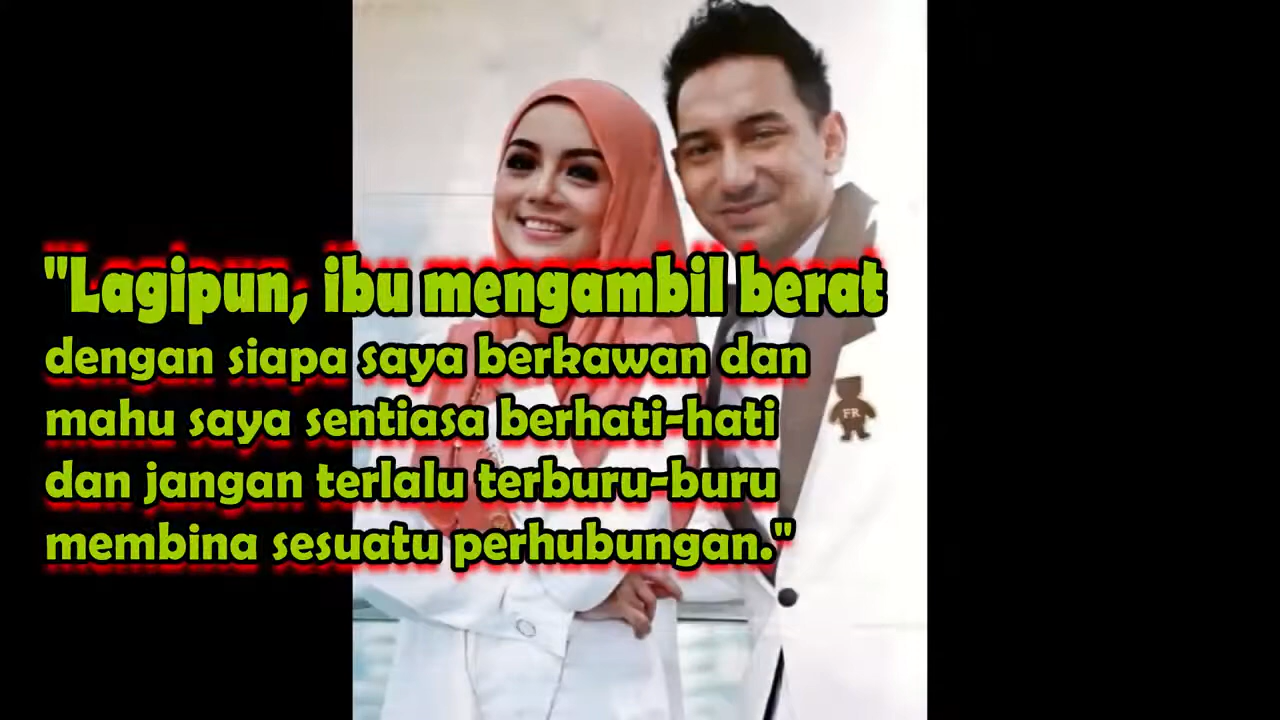 "Lagipun, ibu mengambil berat
dengan siapa saya berkawan dan
mahu saya sentiasa berhati-hati
dan jangan terlalu terburu-buru
membina sesuatu perhubungan."
FR